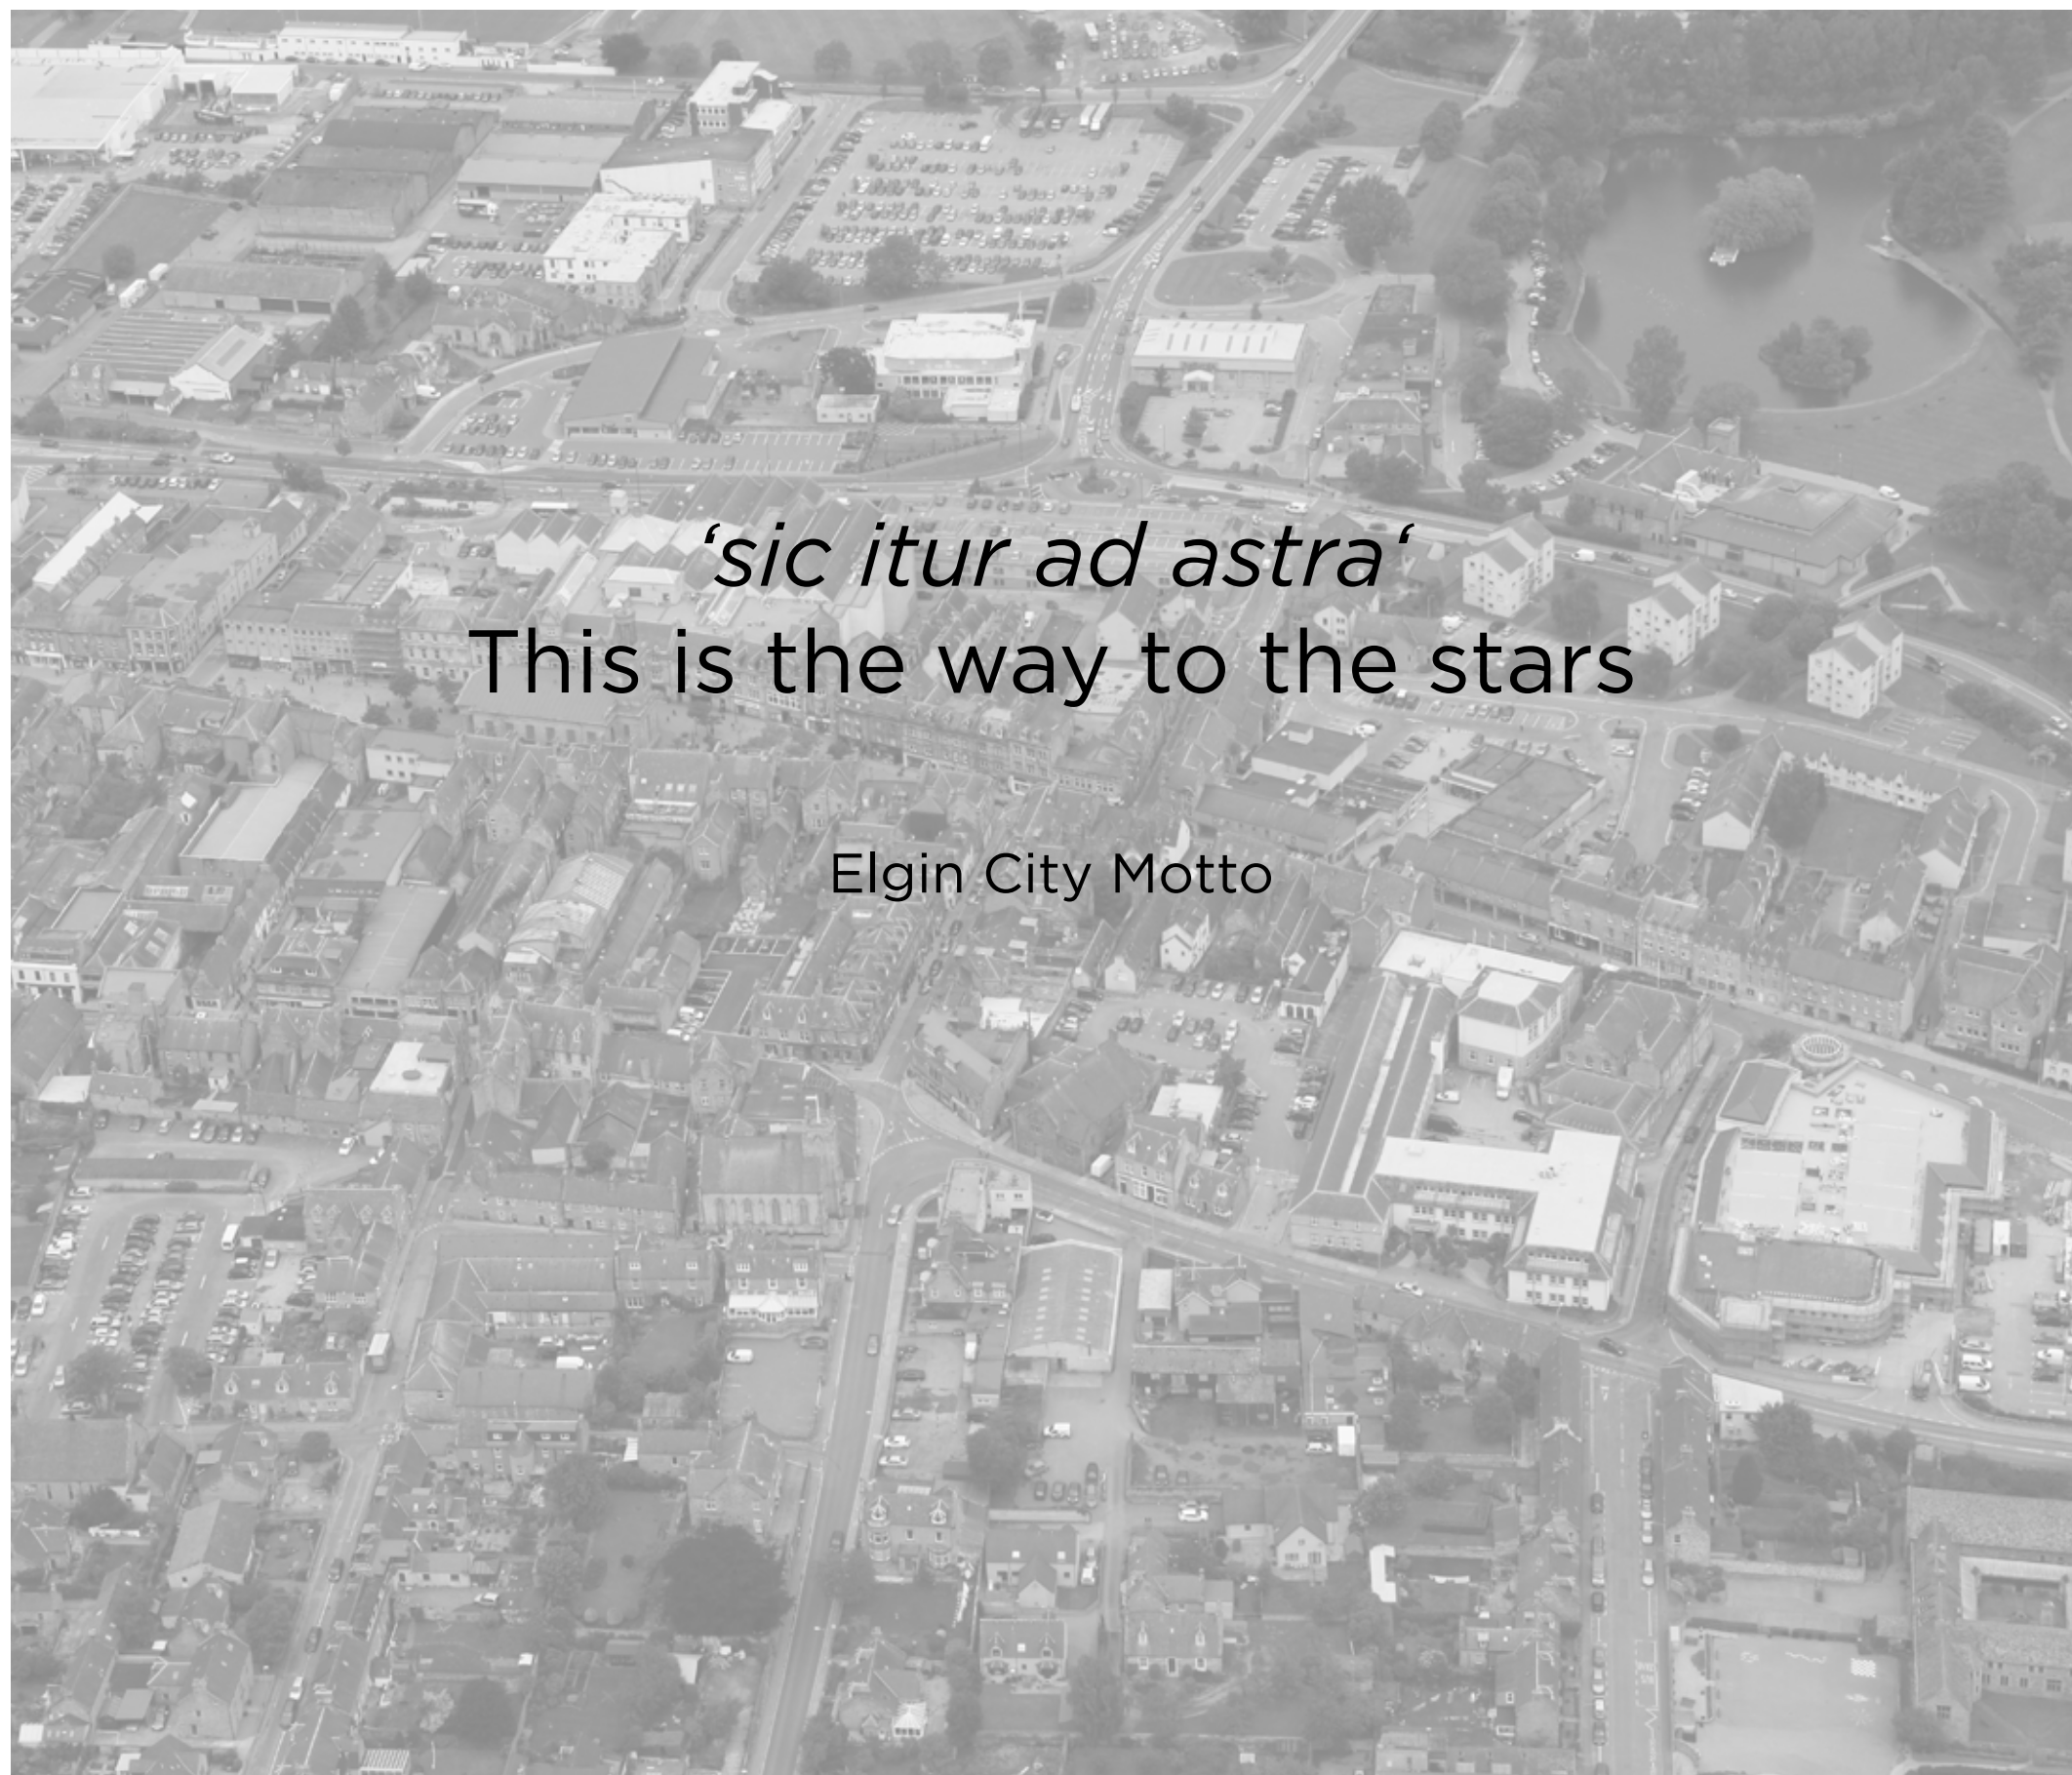 ‘sic itur ad astra‘
This is the way to the stars
Elgin City Motto